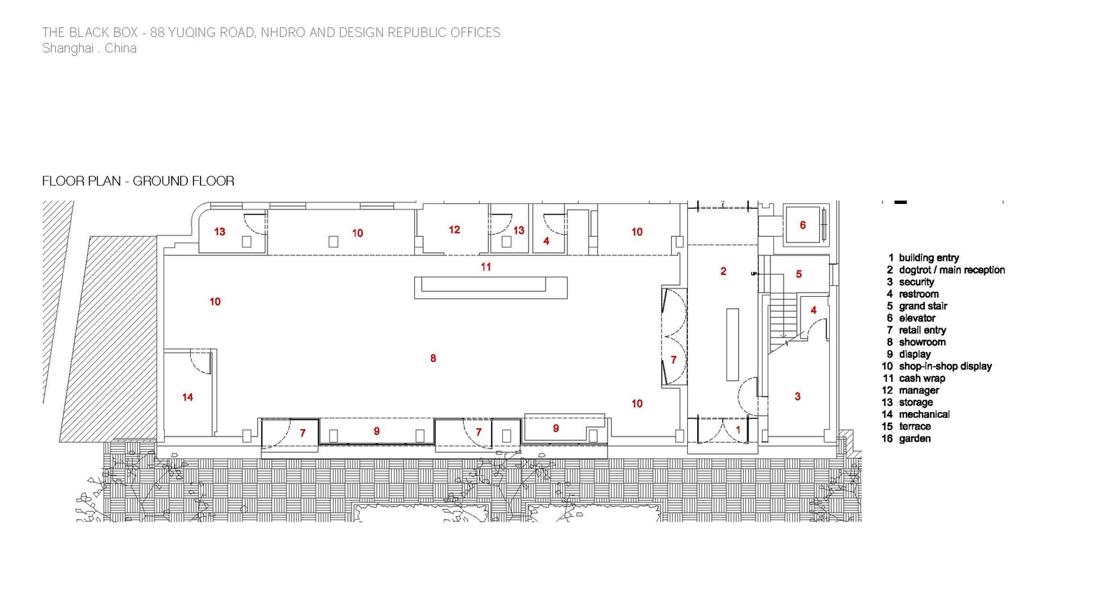 THE BLACK BOX - 88 YUQING ROAD, NHDRO AND DESIGN REPUBLIC OFFICES
Shanghai . China
FLOOR PLAN - GROUND FLOOR
13
10
12
13
4
10
6
11
2
UP
5
10
4
8
7
14
10
3
7
9
7
9
1
1 building entry
2 dogtrot / main reception
3 security
4 restroom
5 grand stair
6 elevator
7 retail entry
8 showroom
9 display
10 shop-in-shop display
11 cash wrap
12 manager
13 storage
14 mechanical
15 terrace
16 garden